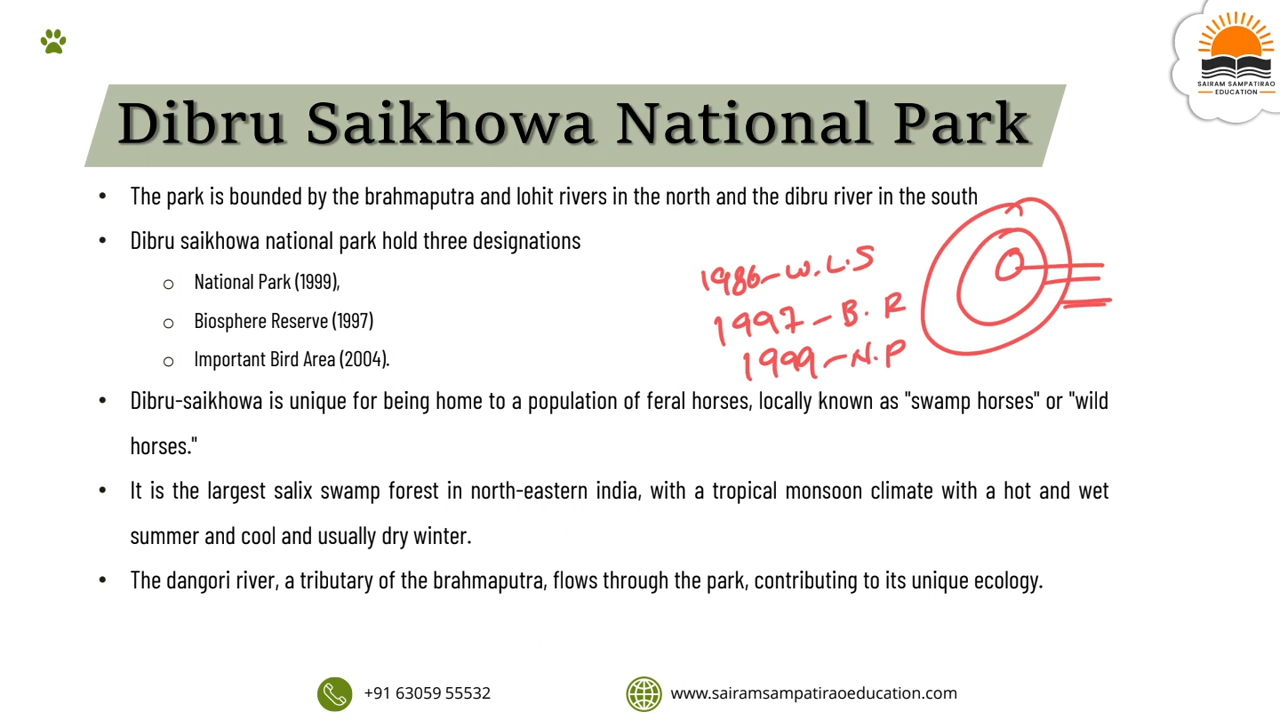 SAIRAM SAMPATIRAO
EDUCATION
Dibru Saikhowa National Park
• The park is bounded by the brahmaputra and lohit rivers in the north and the dibru river in the south
• Dibru saikhowa national park hold three designations
o National Park (1999),
o Biosphere Reserve (1997)
o Important Bird Area (2004).
1986 - W.L.S
1997 - B.R
1999 - N.P
• Dibru-saikhowa is unique for being home to a population of feral horses, locally known as "swamp horses" or "wild
horses."
• It is the largest salix swamp forest in north-eastern india, with a tropical monsoon climate with a hot and wet
summer and cool and usually dry winter.
• The dangori river, a tributary of the brahmaputra, flows through the park, contributing to its unique ecology.
+91 63059 55532
www.sairamsampatiraoeducation.com